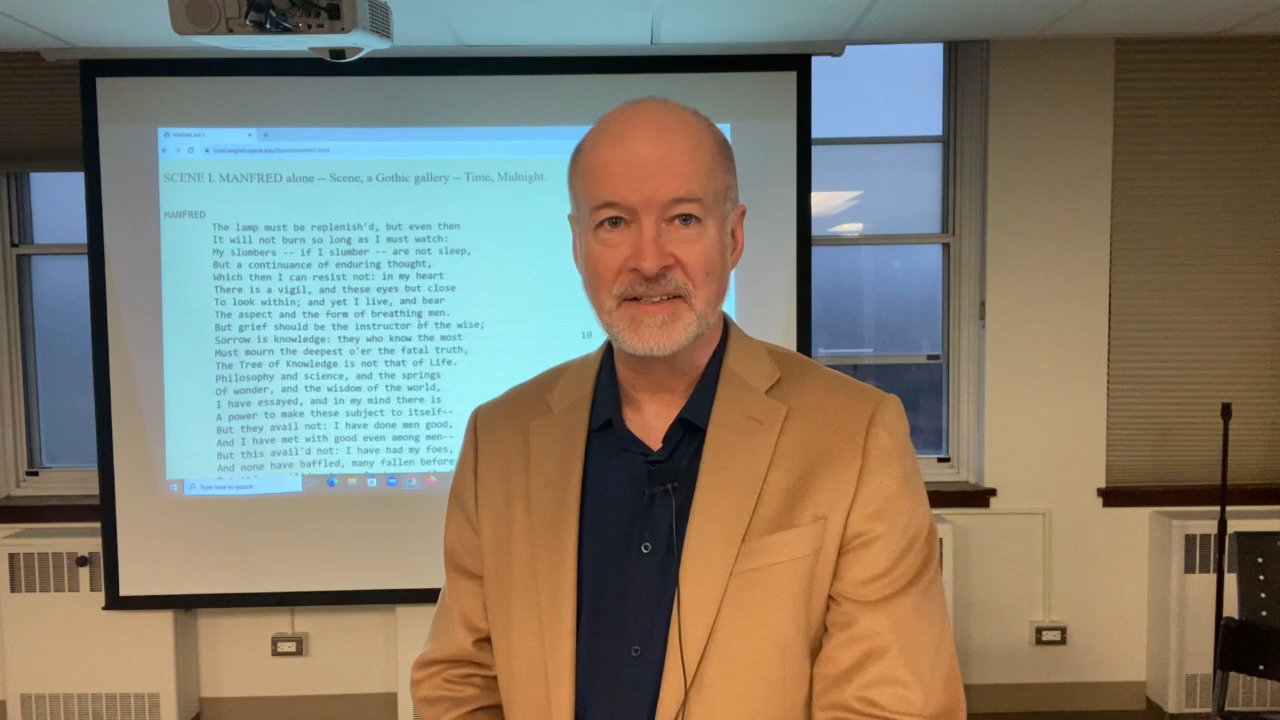 SCENE I. MANFRED alone -- Scene, a Gothic gallery -- Time, Midnight.
MANFRED
The lamp must be replenish'd, but even then
It will not burn so long as I must watch:
My slumbers -- if I slumber -- are not sleep,
But a continuance of enduring thought,
Which then I can resist not: in my heart
There is a vigil, and these eyes but close
To look within; and yet I live, and bear
The aspect and the form of breathing men.
But grief should be the instructor of the wise;
Sorrow is knowledge: they who know the most 10
Must mourn the deepest o'er the fatal truth,
The Tree of Knowledge is not that of Life.
Philosophy and science, and the springs
Of wonder, and the wisdom of the world,
I have essayed, and in my mind there is
A power to make these subject to itself--
But they avail not: I have done men good,
And I have met with good even among men--
But this avail'd not: I have had my foes,
And none have baffled, many fallen before
Type here to search